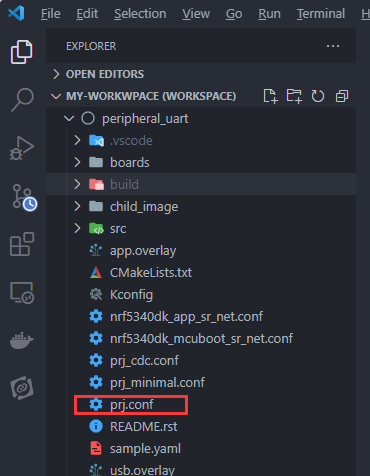 File Edit Selection View Go Run Terminal H
EXPLORER
OPEN EDITORS
MY-WORKWPACE (WORKSPACE)
peripheral_uart
.vscode
boards
build
child_image
src
app.overlay
CMakeLists.txt
Kconfig
nrf5340dk_app_sr_net.conf
nrf5340dk_mcuboot_sr_net.conf
prj_cdc.conf
prj_minimal.conf
prj.conf
README.rst
sample.yaml
usb.overlay